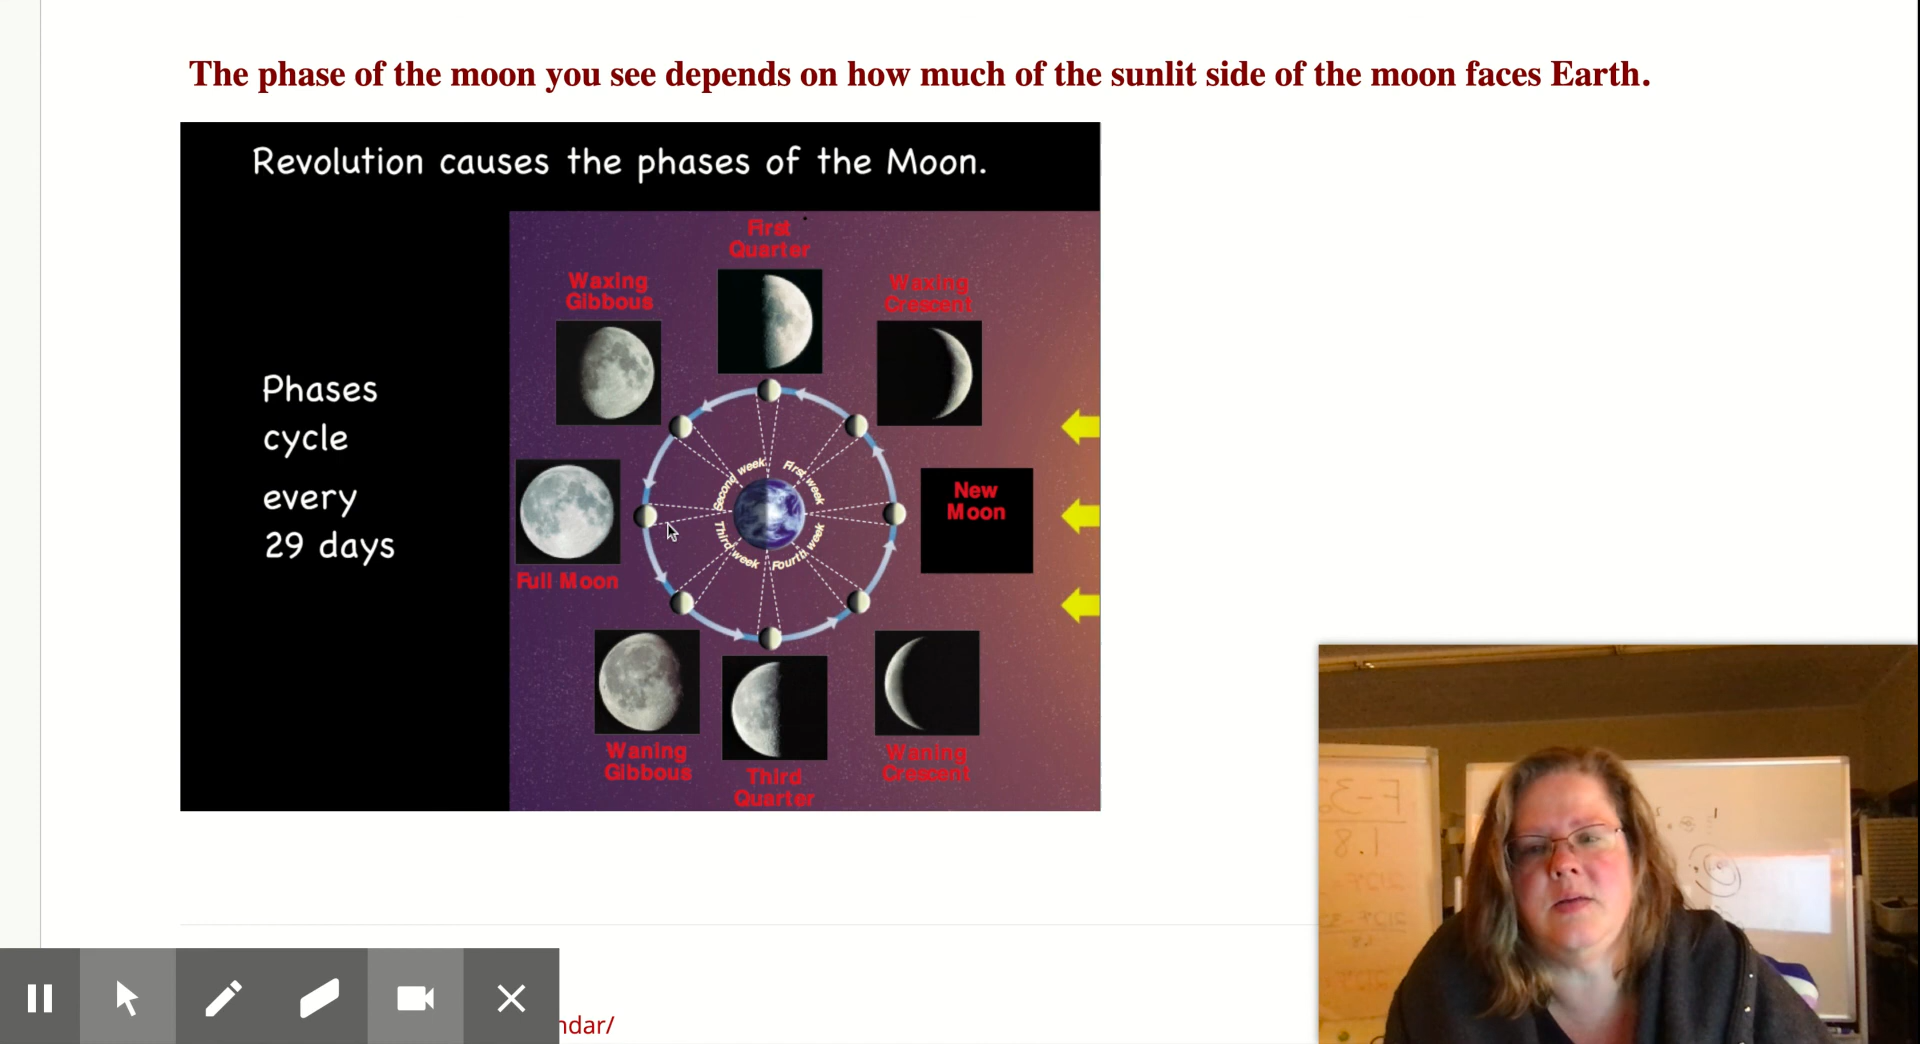 The phase of the moon you see depends on how much of the sunlit side of the moon faces Earth.
Revolution causes the phases of the Moon.
First
Quarter
Waxing
Gibbous
Waxing
Crescent
Phases
cycle
every
29 days
Second week
First week
Third week
Fourth week
New
Moon
Full Moon
Waning
Gibbous
Third
Quarter
Waning
Crescent
1.8
ndar/